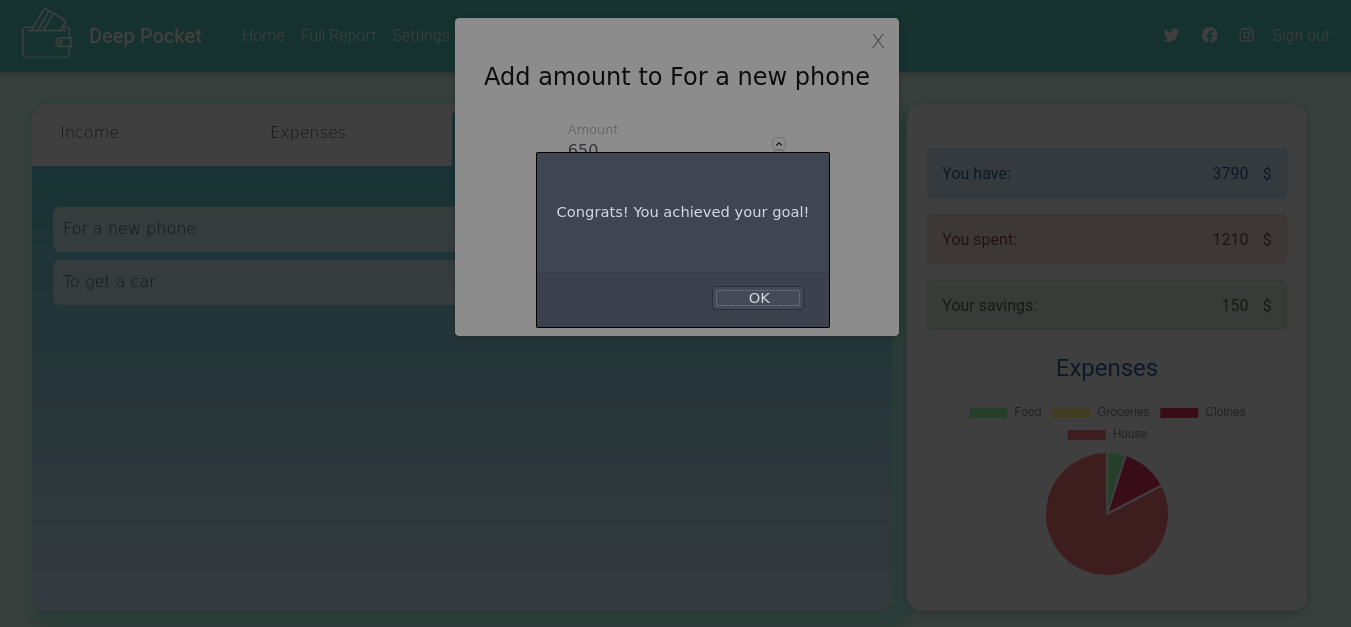 Deep Pocket
Home Full Report Settings
Twitter Sign out
X
Add amount to For a new phone
Income Expenses
Amount
650
Congrats! You achieved your goal!
OK
For a new phone
To get a car
You have: 3790 $
You spent: 1210 $
Your savings: 150 $
Expenses
Food Groceries Clothes
House